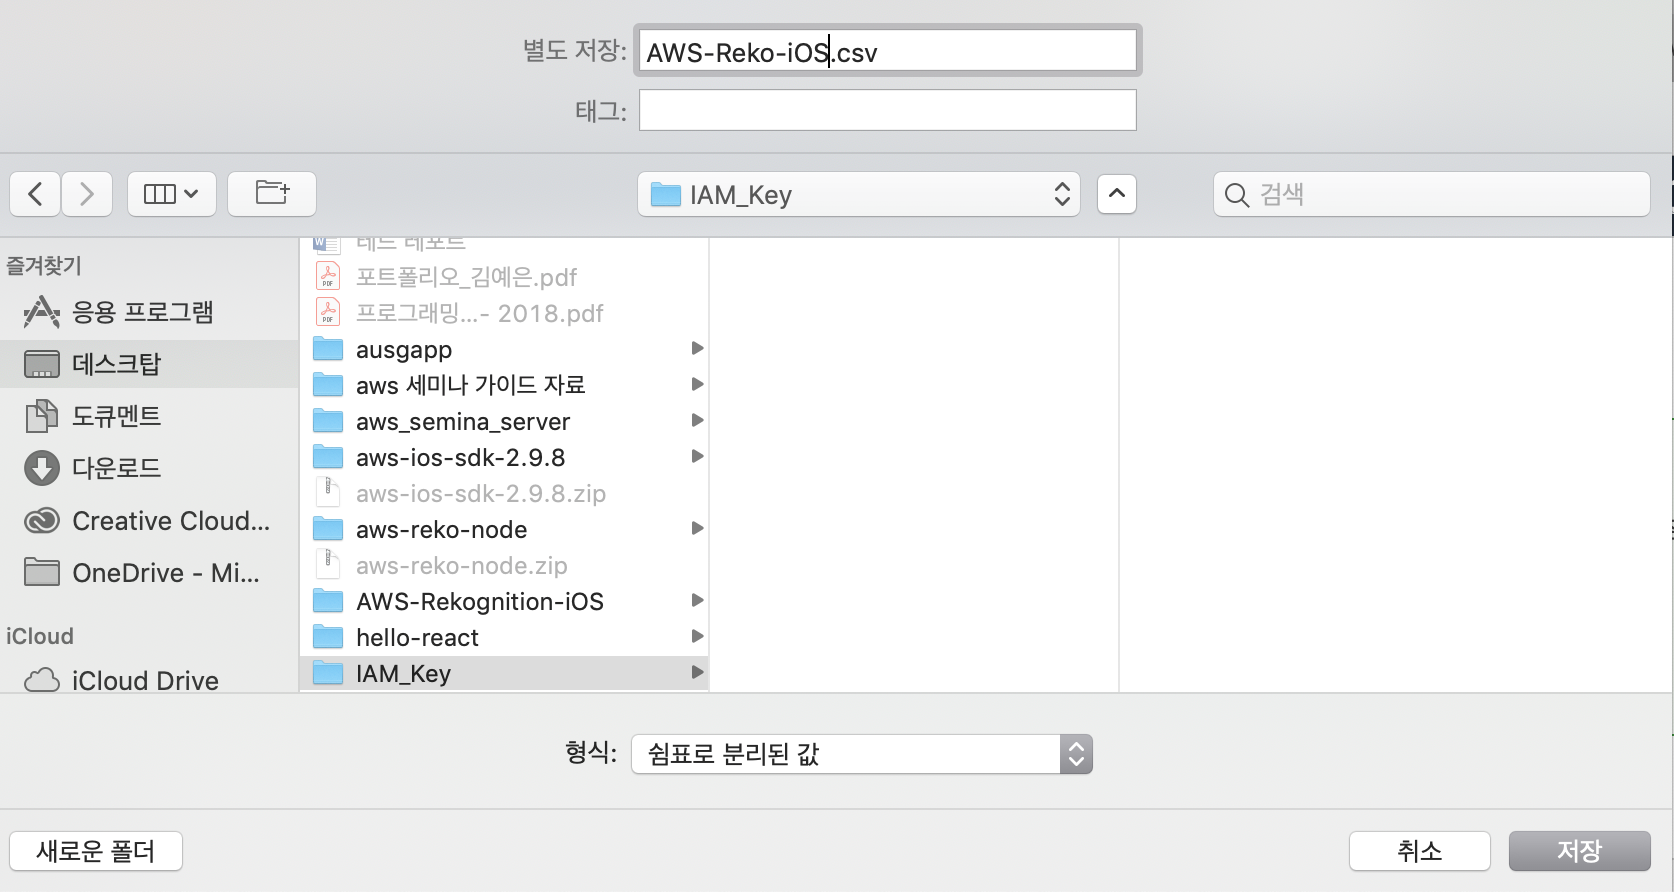 별도 저장: AWS-Reko-iOS.csv
태그:
IAM_Key
검색
즐겨찾기
응용 프로그램
데스크탑
도큐멘트
다운로드
Creative Cloud...
OneDrive - Mi...
iCloud
iCloud Drive
테드 레포트
포트폴리오_김예은.pdf
프로그래밍...- 2018.pdf
ausgapp
aws 세미나 가이드 자료
aws_semina_server
aws-ios-sdk-2.9.8
aws-ios-sdk-2.9.8.zip
aws-reko-node
aws-reko-node.zip
AWS-Rekognition-iOS
hello-react
IAM_Key
형식: 쉼표로 분리된 값
새로운 폴더
취소
저장